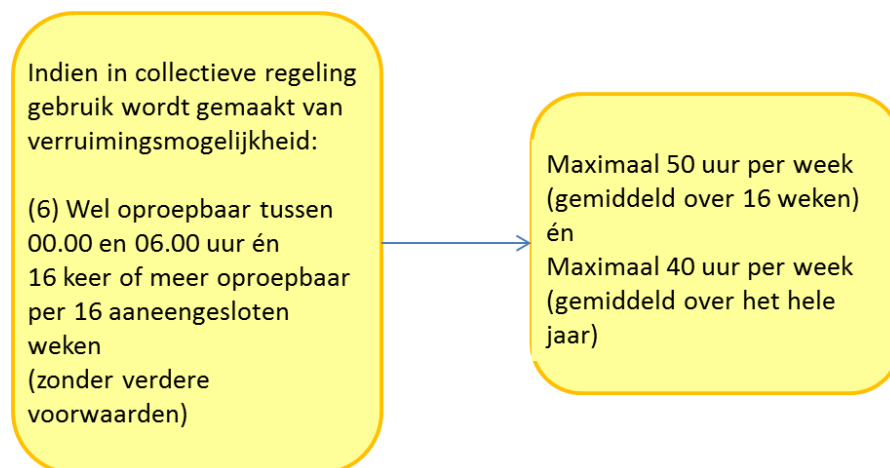 Indien in collectieve regeling
gebruik wordt gemaakt van
verruimingsmogelijkheid:
(6) Wel oproepbaar tussen
00.00 en 06.00 uur én
16 keer of meer oproepbaar
per 16 aaneengesloten
weken
(zonder verdere
voorwaarden)
Maximaal 50 uur per week
(gemiddeld over 16 weken)
én
Maximaal 40 uur per week
(gemiddeld over het hele
jaar)